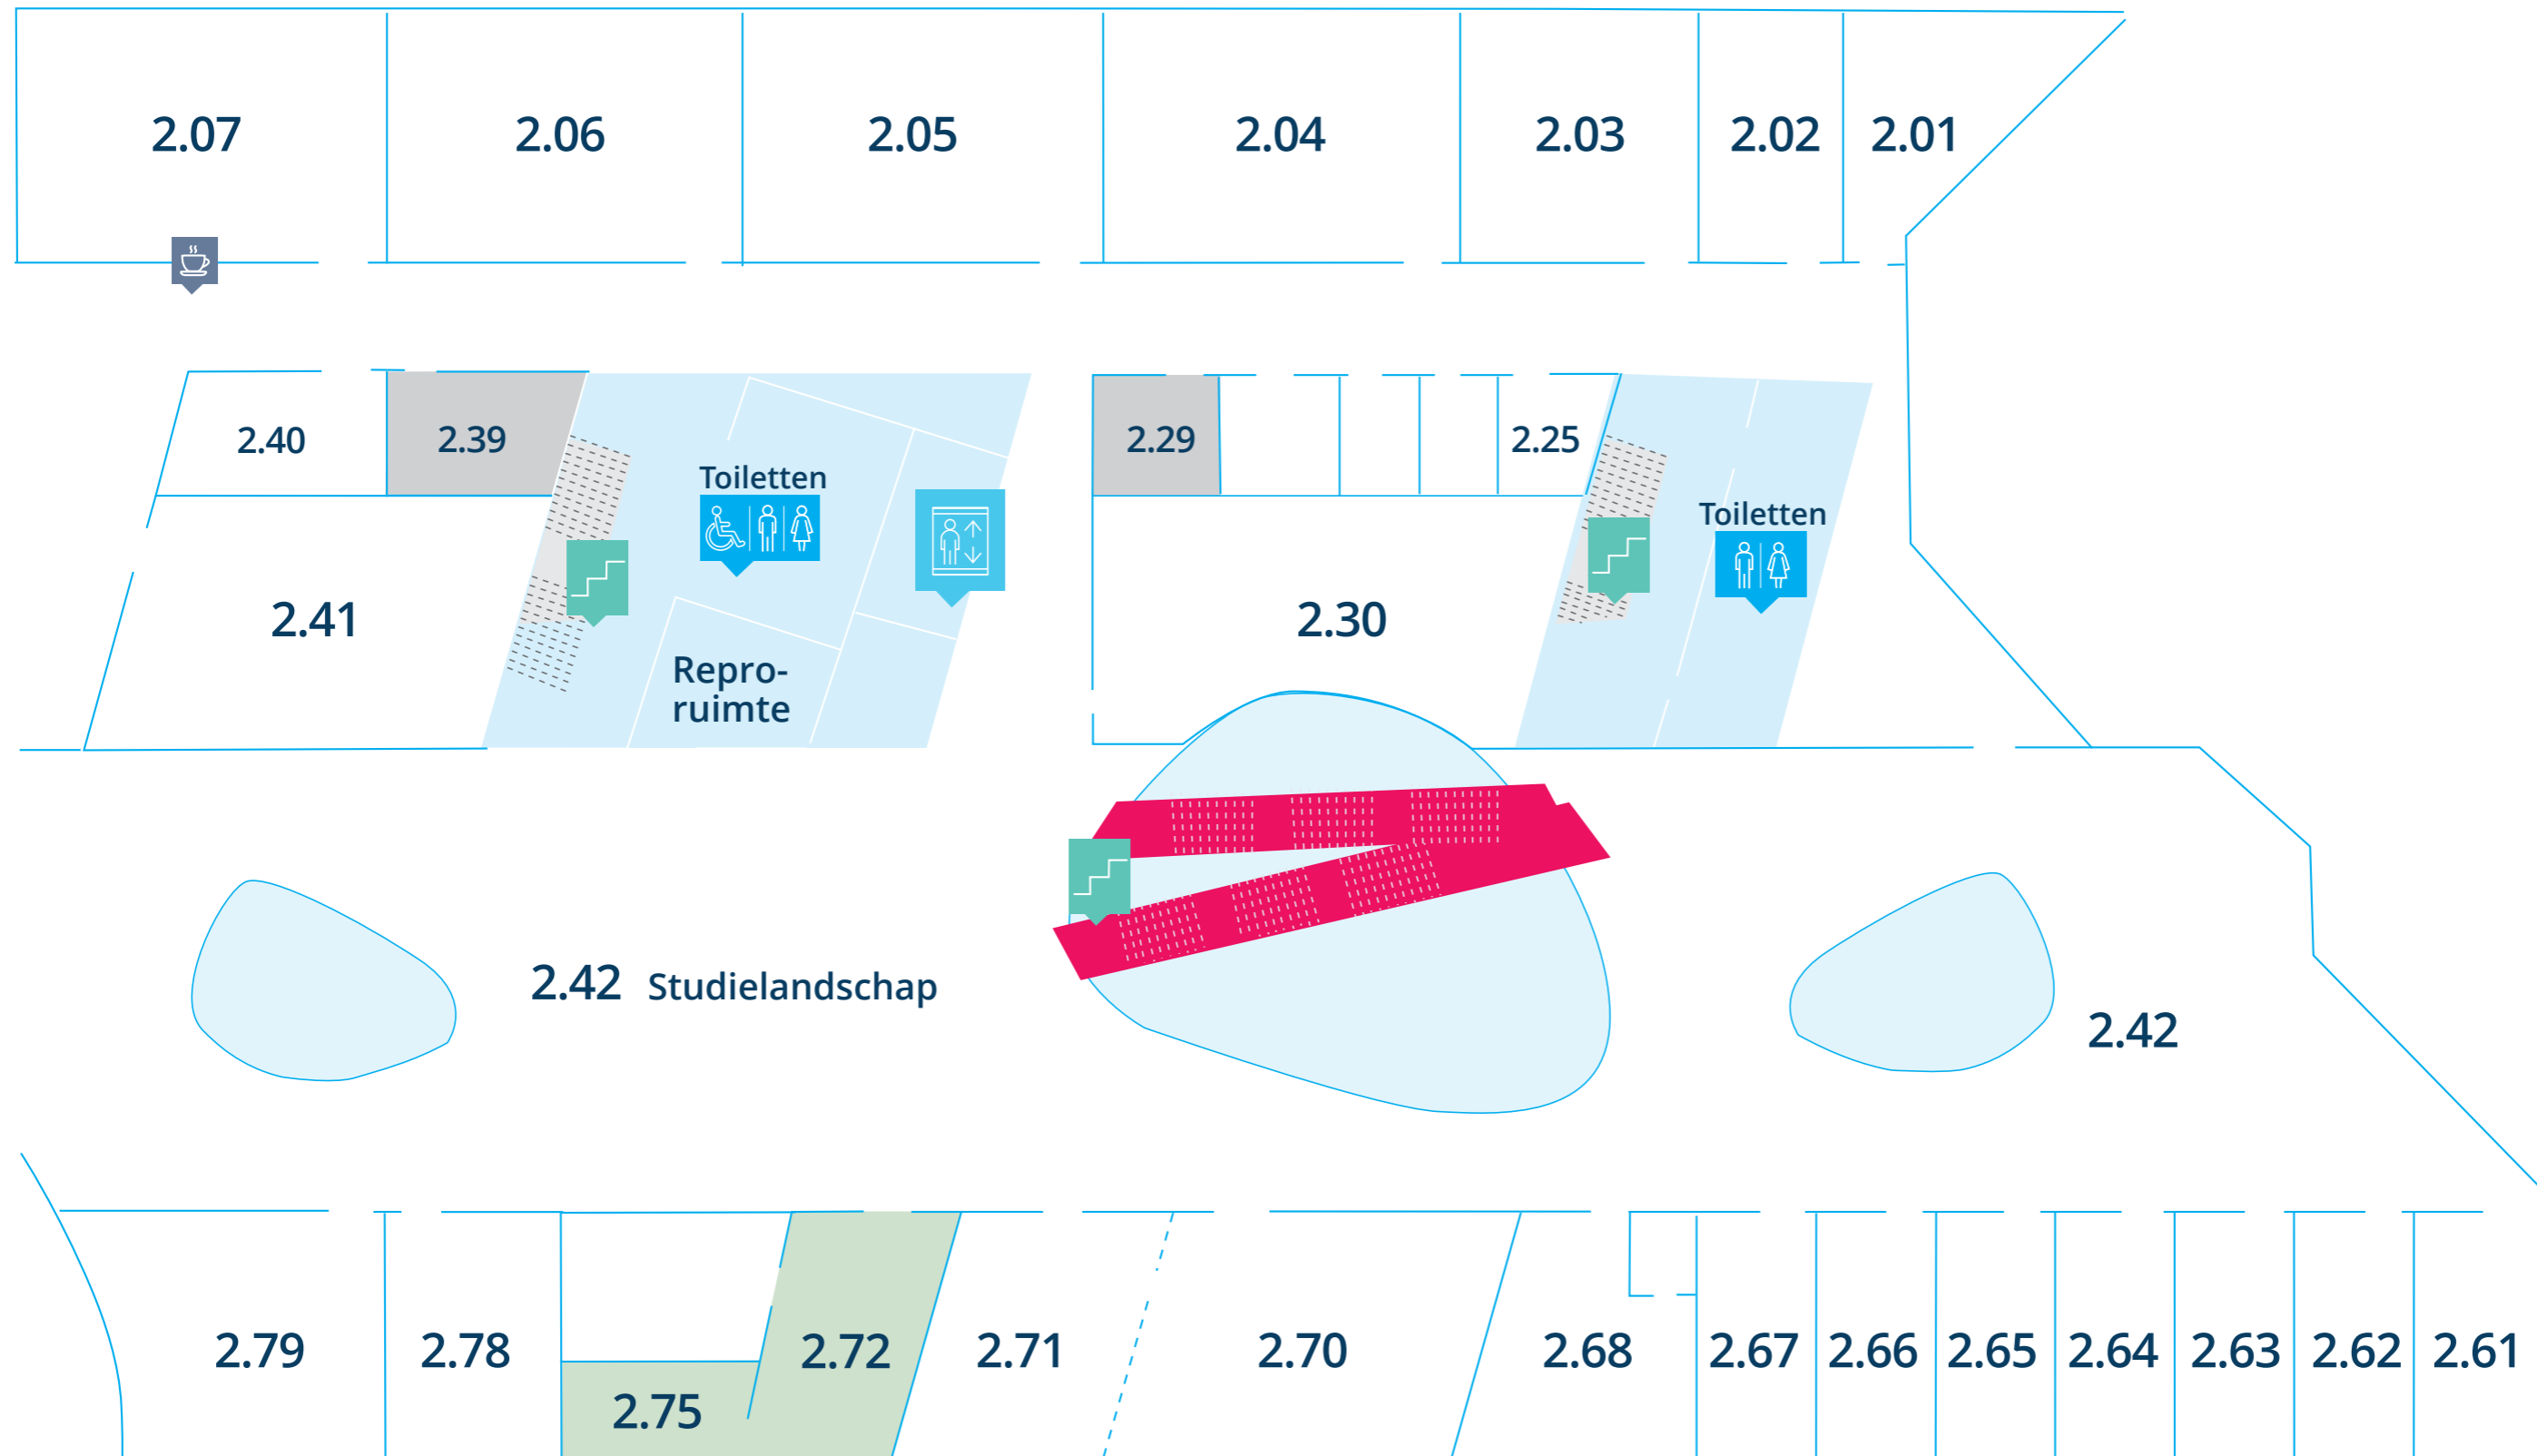 2.07 2.06 2.05 2.04 2.03 2.02 2.01
2.40 2.39 2.29 2.25
Toiletten
Toiletten
2.41 2.30
Repro-
ruimte
2.42 Studielandschap
2.42
2.79 2.78 2.72 2.71 2.70 2.68 2.67 2.66 2.65 2.64 2.63 2.62 2.61
2.75